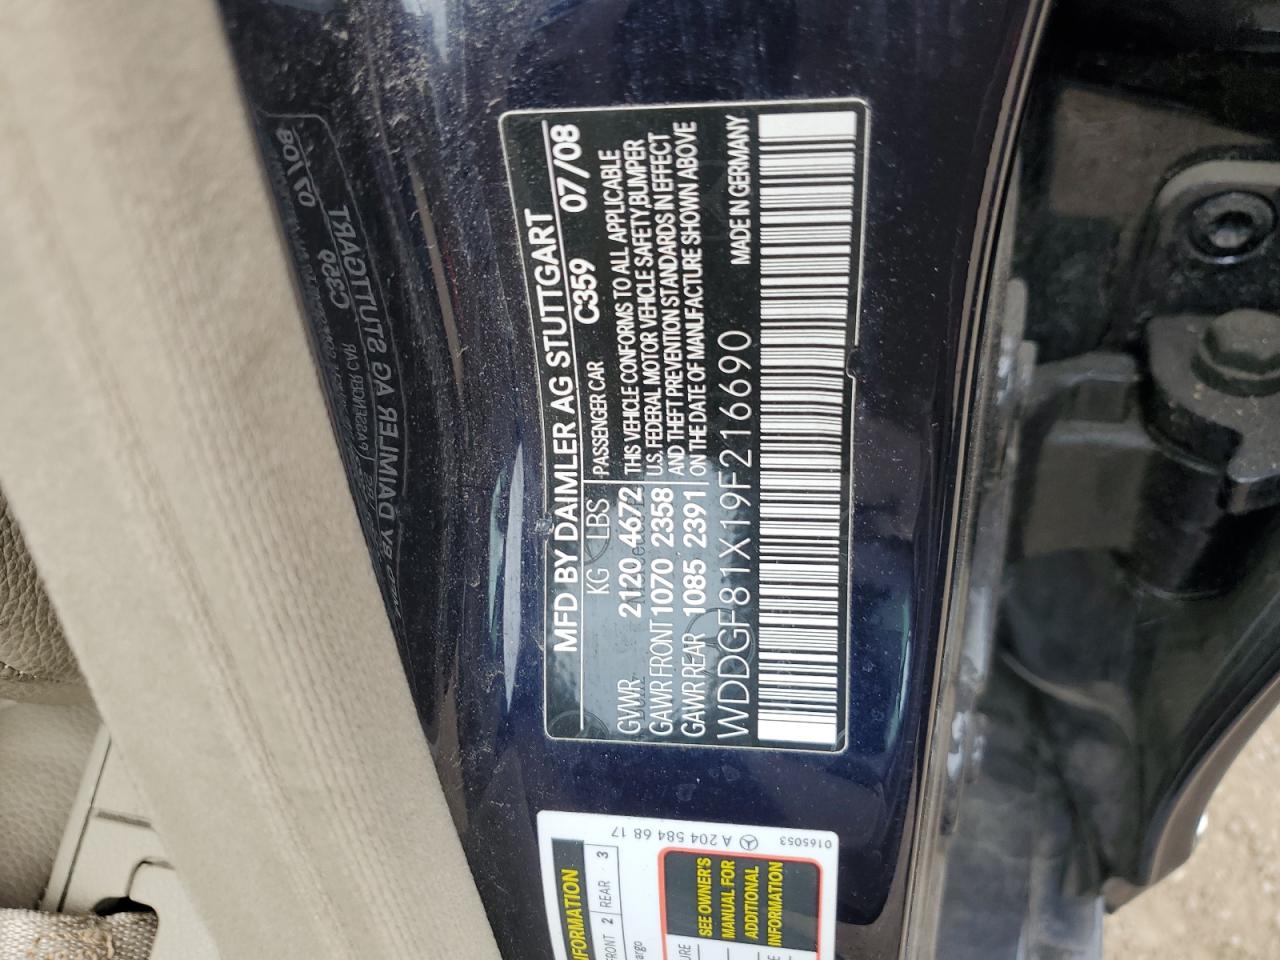 MFD BY DAIMLER AG STUTTGART
KG LBS PASSENGER CAR C359 07/08
GVWR 2120 4672 THIS VEHICLE CONFORMS TO ALL APPLICABLE
GAWR FRONT 1070 2358 U.S. FEDERAL MOTOR VEHICLE SAFETY,BUMPER
GAWR REAR 1085 2391 AND THEFT PREVENTION STANDARDS IN EFFECT
ON THE DATE OF MANUFACTURE SHOWN ABOVE
WDDGF81X19F216690 MADE IN GERMANY
FRONT 2 REAR 3
A 204 584 68 17
0165053
SEE OWNER'S
MANUAL FOR
ADDITIONAL
INFORMATION